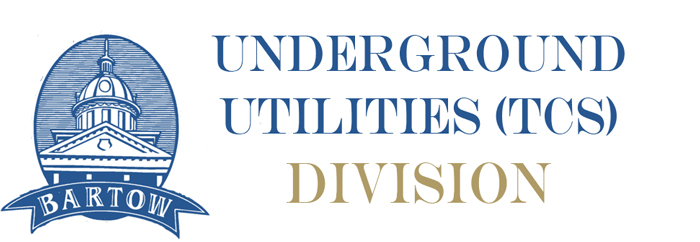 UNDERGROUND
UTILITIES (TCS)
DIVISION
BARTOW